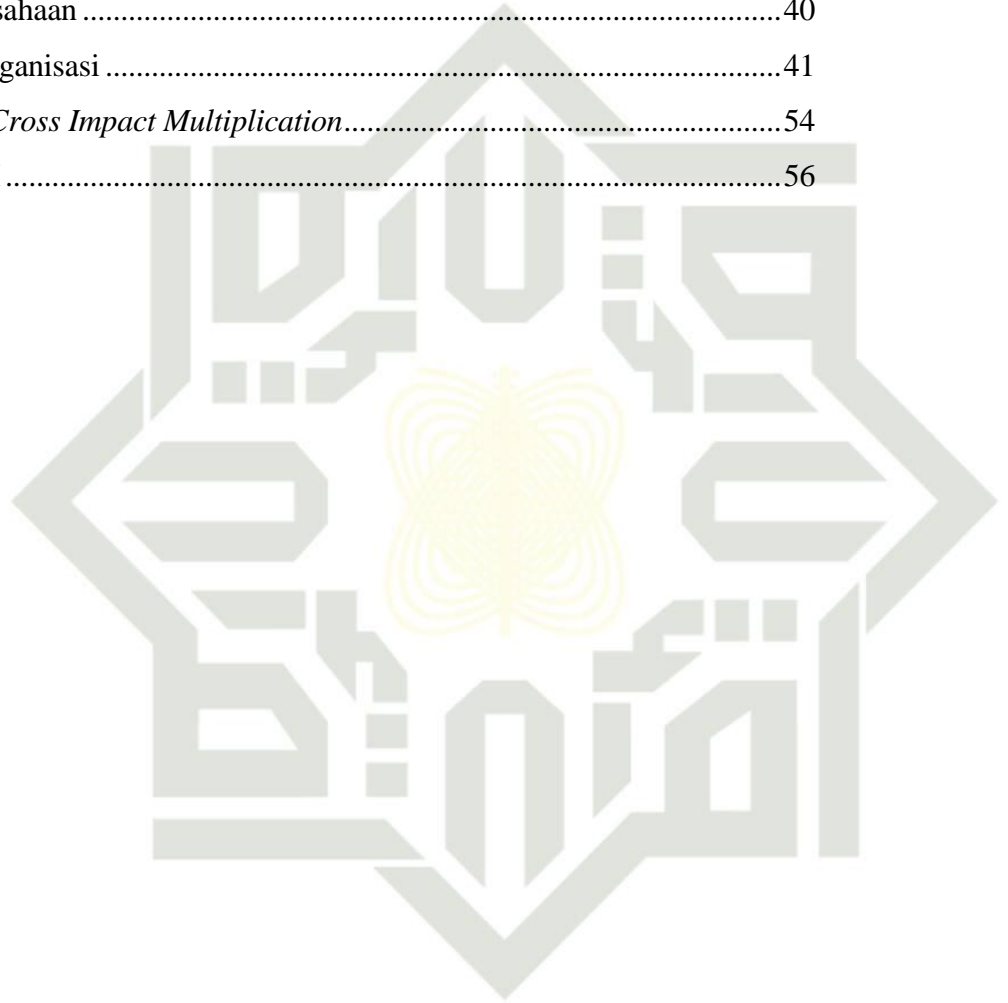 sahaan ........................................................................................40
ganisasi .....................................................................................41
Cross Impact Multiplication.......................................................54
....................................................................................................56